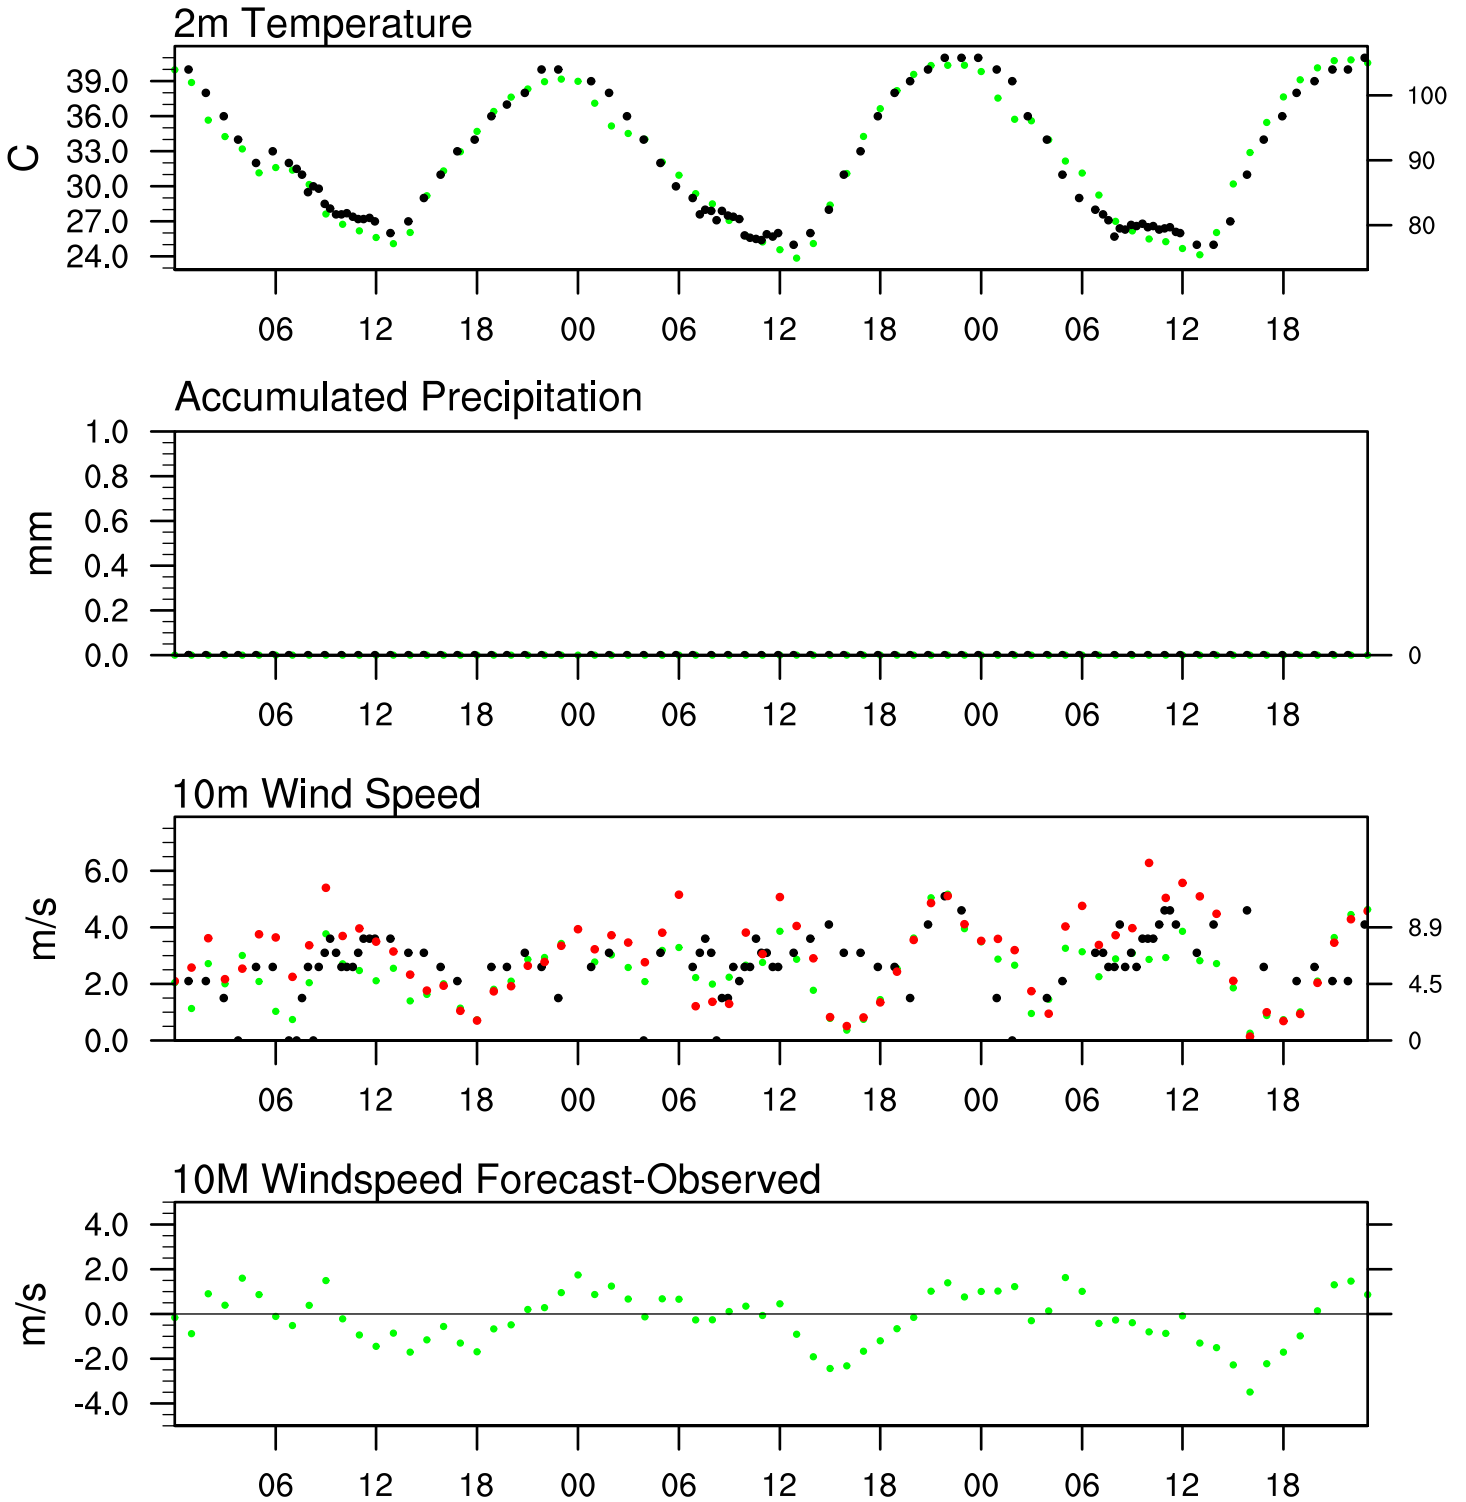 2m Temperature
39.0
36.0
33.0
30.0
27.0
24.0
C
100
90
80
06 12 18 00 06 12 18 00 06 12 18
Accumulated Precipitation
1.0
0.8
0.6
0.4
0.2
0.0
mm
0
06 12 18 00 06 12 18 00 06 12 18
10m Wind Speed
6.0
4.0
2.0
0.0
m/s
8.9
4.5
0
06 12 18 00 06 12 18 00 06 12 18
10M Windspeed Forecast-Observed
4.0
2.0
0.0
-2.0
-4.0
m/s
06 12 18 00 06 12 18 00 06 12 18